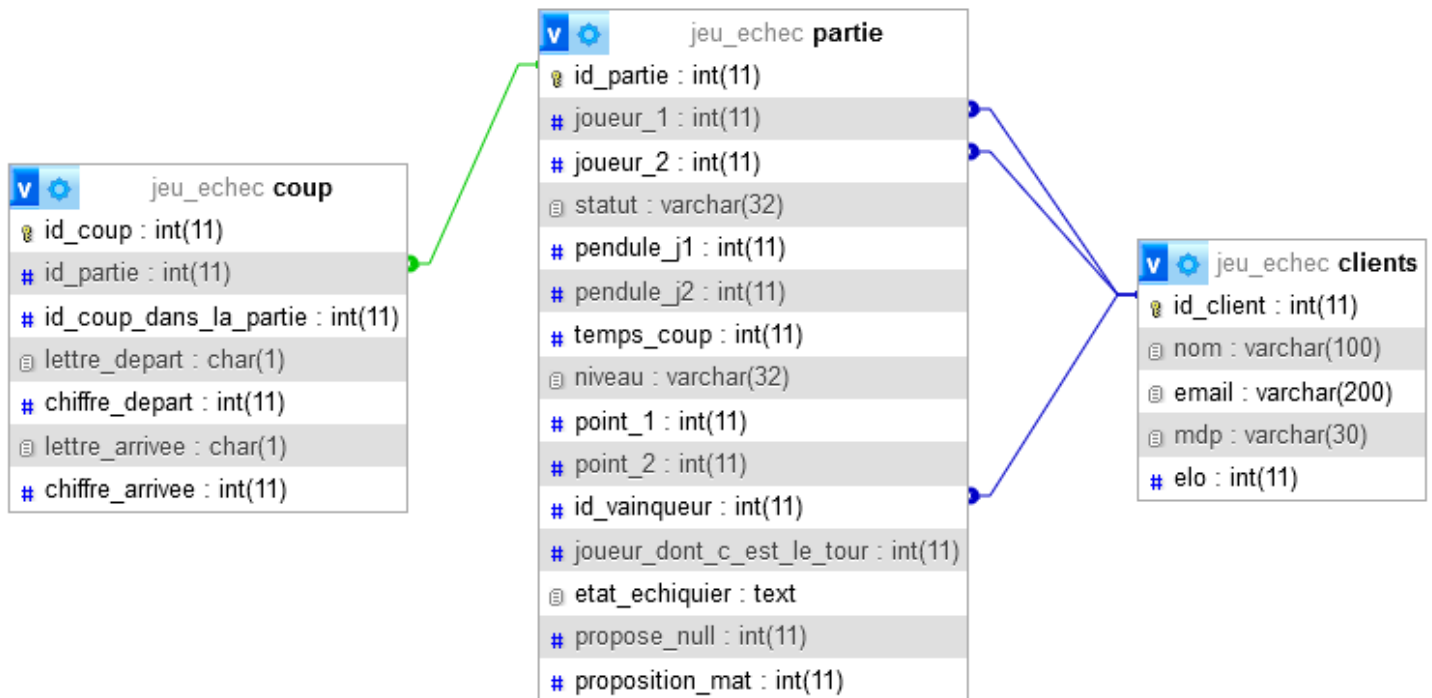 jeu_echec coup
id_coup : int(11)
# id_partie : int(11)
# id_coup_dans_la_partie : int(11)
lettre_depart : char(1)
# chiffre_depart : int(11)
lettre_arrivee : char(1)
# chiffre_arrivee : int(11)
v jeu_echec partie
id_partie : int(11)
# joueur_1 : int(11)
# joueur_2 : int(11)
statut : varchar(32)
# pendule_j1 : int(11)
# pendule_j2 : int(11)
# temps_coup : int(11)
niveau : varchar(32)
# point_1 : int(11)
# point_2 : int(11)
# id_vainqueur : int(11)
# joueur_dont_c_est_le_tour : int(11)
etat_echiquier : text
# propose_null : int(11)
# proposition_mat : int(11)
v jeu_echec clients
id_client : int(11)
nom : varchar(100)
email : varchar(200)
mdp : varchar(30)
# elo : int(11)